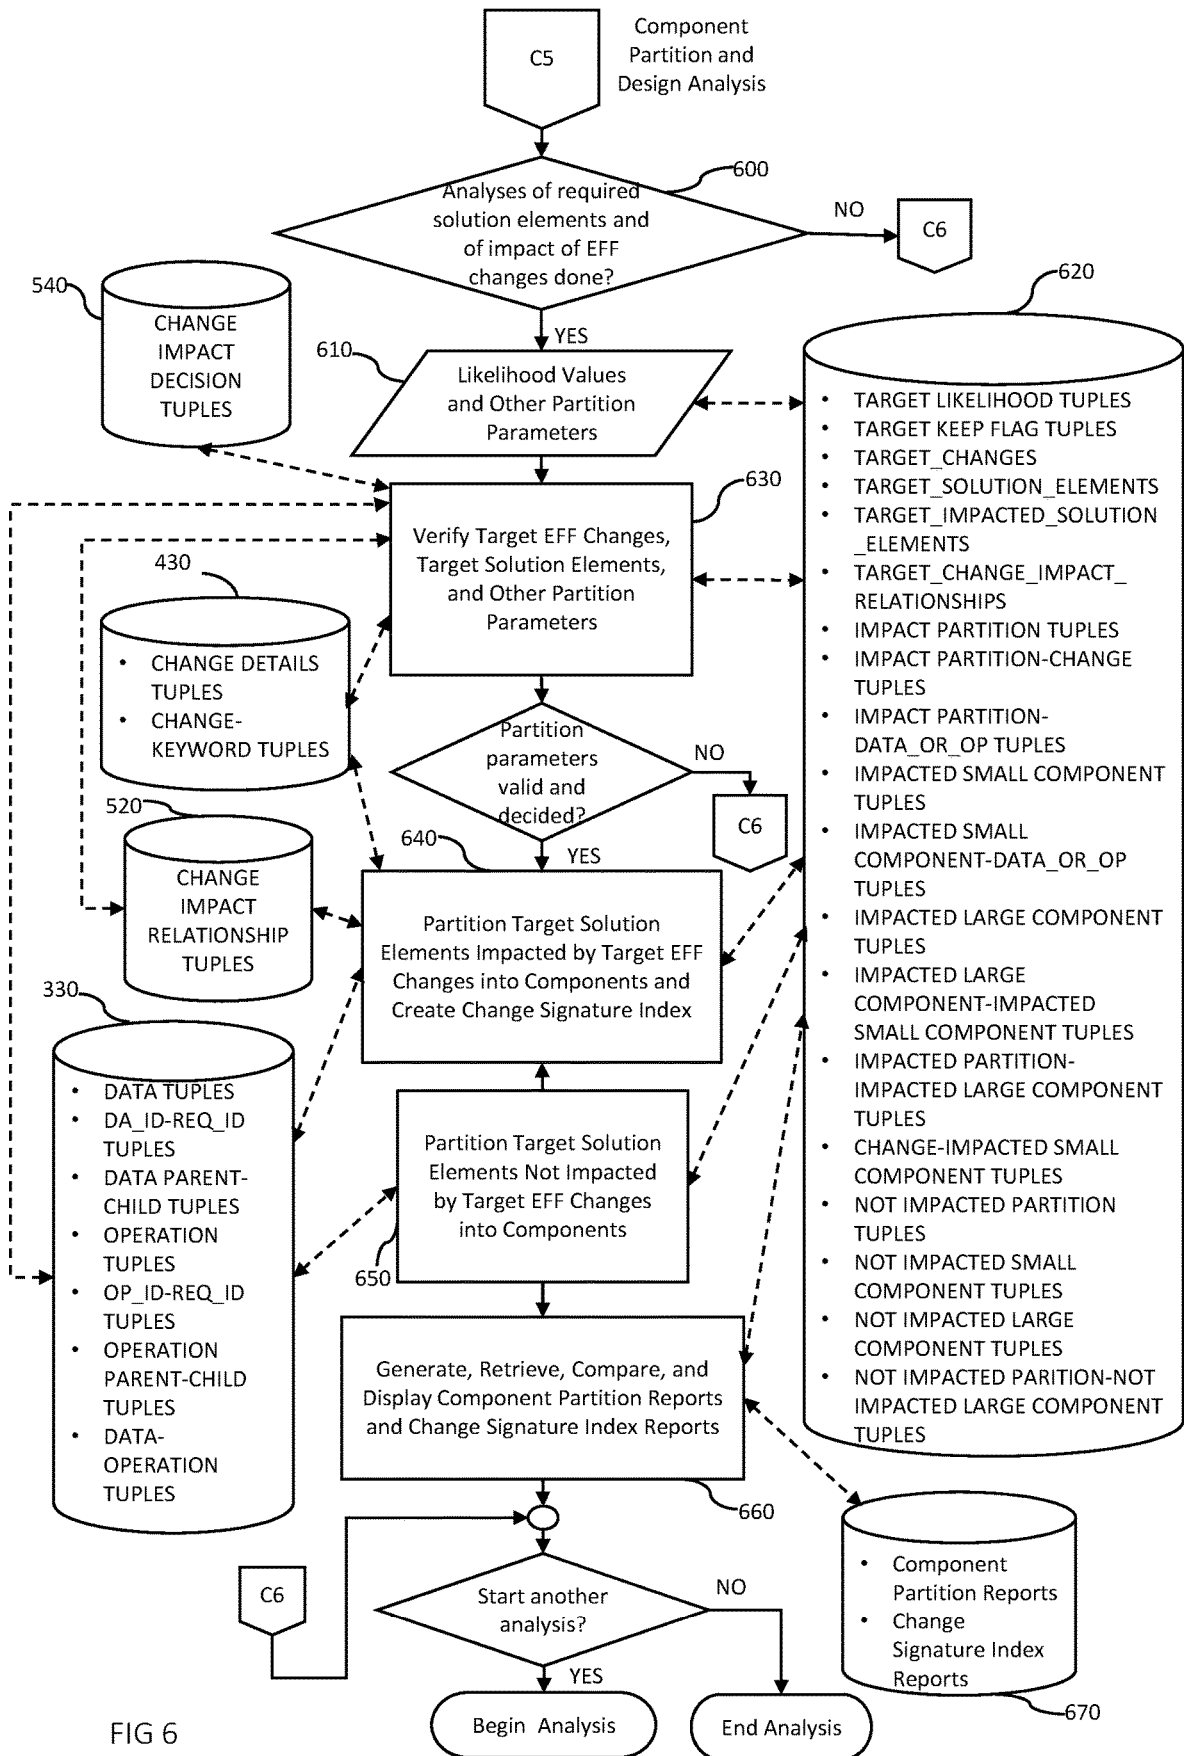 C5
Component
Partition and
Design Analysis
600
Analyses of required
solution elements and
of impact of EFF
changes done?
NO
C6
YES
540
CHANGE
IMPACT
DECISION
TUPLES
610
Likelihood Values
and Other Partition
Parameters
620
• TARGET LIKELIHOOD TUPLES
• TARGET KEEP FLAG TUPLES
• TARGET_CHANGES
• TARGET_SOLUTION_ELEMENTS
• TARGET_IMPACTED_SOLUTION
_ELEMENTS
• TARGET_CHANGE_IMPACT_
RELATIONSHIPS
• IMPACT PARTITION TUPLES
• IMPACT PARTITION-CHANGE
TUPLES
• IMPACT PARTITION-
DATA_OR_OP TUPLES
• IMPACTED SMALL COMPONENT
TUPLES
• IMPACTED SMALL
COMPONENT-DATA_OR_OP
TUPLES
• IMPACTED LARGE COMPONENT
TUPLES
• IMPACTED LARGE
COMPONENT-IMPACTED
SMALL COMPONENT TUPLES
• IMPACTED PARTITION-
IMPACTED LARGE COMPONENT
TUPLES
• CHANGE-IMPACTED SMALL
COMPONENT TUPLES
• NOT IMPACTED PARTITION
TUPLES
• NOT IMPACTED SMALL
COMPONENT TUPLES
• NOT IMPACTED LARGE
COMPONENT TUPLES
• NOT IMPACTED PARITION-NOT
IMPACTED LARGE COMPONENT
TUPLES
630
Verify Target EFF Changes,
Target Solution Elements,
and Other Partition
Parameters
430
• CHANGE DETAILS
TUPLES
• CHANGE-
KEYWORD TUPLES
Partition
parameters
valid and
decided?
NO
C6
YES
520
CHANGE
IMPACT
RELATIONSHIP
TUPLES
640
Partition Target Solution
Elements Impacted by Target EFF
Changes into Components and
Create Change Signature Index
330
• DATA TUPLES
• DA_ID-REQ_ID
TUPLES
• DATA PARENT-
CHILD TUPLES
• OPERATION
TUPLES
• OP_ID-REQ_ID
TUPLES
• OPERATION
PARENT-CHILD
TUPLES
• DATA-
OPERATION
TUPLES
Partition Target Solution
Elements Not Impacted
by Target EFF Changes
into Components
650
Generate, Retrieve, Compare, and
Display Component Partition Reports
and Change Signature Index Reports
660
C6
Start another
analysis?
NO
YES
Begin Analysis
End Analysis
• Component
Partition Reports
• Change
Signature Index
Reports
670
FIG 6